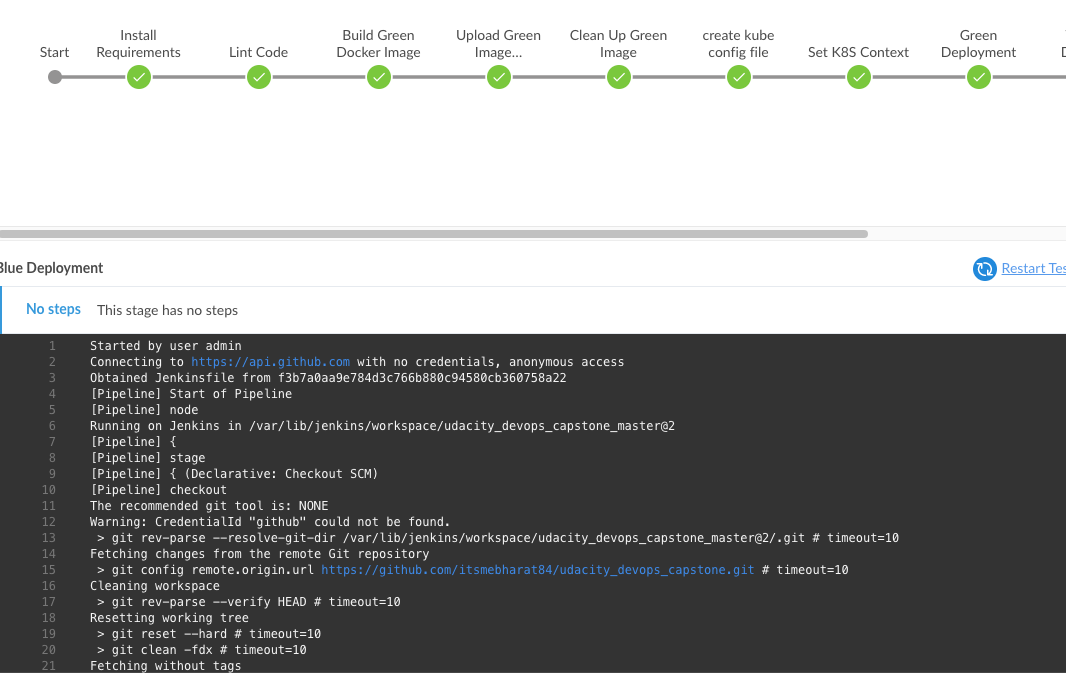 Start
Install
Requirements
Lint Code
Build Green
Docker Image
Upload Green
Image...
Clean Up Green
Image
create kube
config file
Set K8S Context
Green
Deployment
Blue Deployment
Restart Tes
No steps This stage has no steps
1 Started by user admin
2 Connecting to https://api.github.com with no credentials, anonymous access
3 Obtained Jenkinsfile from f3b7a0aa9e784d3c766b880c94580cb360758a22
4 [Pipeline] Start of Pipeline
5 [Pipeline] node
6 Running on Jenkins in /var/lib/jenkins/workspace/udacity_devops_capstone_master@2
7 [Pipeline] {
8 [Pipeline] stage
9 [Pipeline] { (Declarative: Checkout SCM)
10 [Pipeline] checkout
11 The recommended git tool is: NONE
12 Warning: CredentialId "github" could not be found.
13 > git rev-parse --resolve-git-dir /var/lib/jenkins/workspace/udacity_devops_capstone_master@2/.git # timeout=10
14 Fetching changes from the remote Git repository
15 > git config remote.origin.url https://github.com/itsmebharat84/udacity_devops_capstone.git # timeout=10
16 Cleaning workspace
17 > git rev-parse --verify HEAD # timeout=10
18 Resetting working tree
19 > git reset --hard # timeout=10
20 > git clean -fdx # timeout=10
21 Fetching without tags